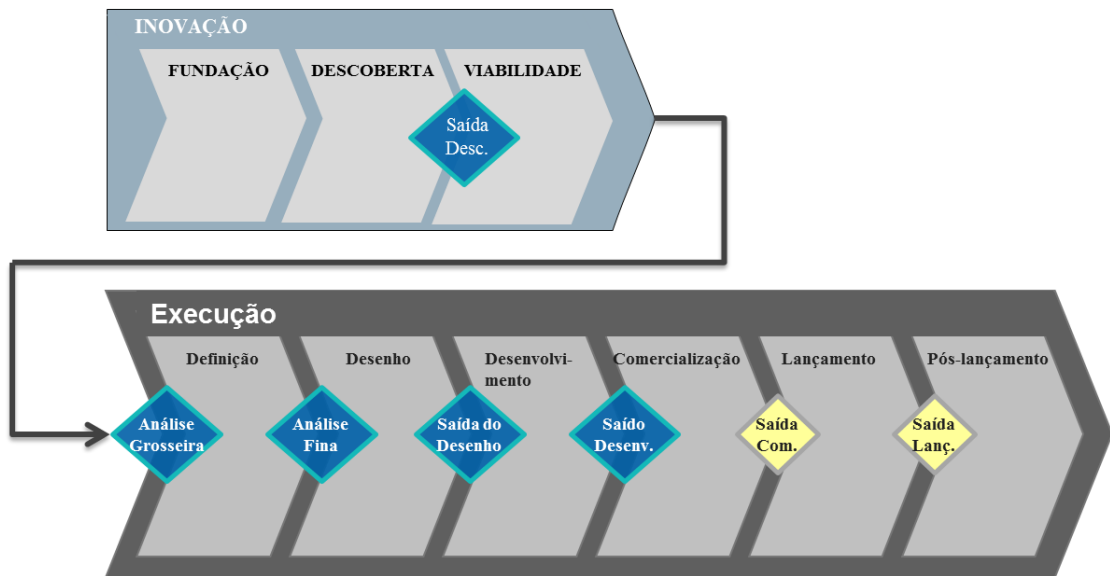 INOVAÇÃO
FUNDAÇÃO
DESCOBERTA
VIABILIDADE
Saída
Desc.
Execução
Definição
Desenho
Desenvolvi-
mento
Comercialização
Lançamento
Pós-lançamento
Análise
Grosseira
Análise
Fina
Saída do
Desenho
Saído
Desenv.
Saída
Com.
Saída
Lanç.